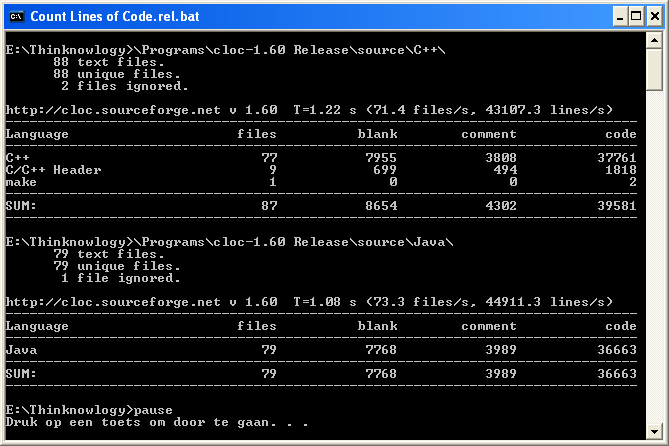 Count Lines of Code.rel.bat
E:\Thinknowlogy>\Programs\cloc-1.60 Release\source\C++\
88 text files.
88 unique files.
2 files ignored.
http://cloc.sourceforge.net v 1.60 T=1.22 s (71.4 files/s, 43107.3 lines/s)
Language files blank comment code
C++ 77 7955 3808 37761
C/C++ Header 9 699 494 1818
make 1 0 0 2
SUM: 87 8654 4302 39581
E:\Thinknowlogy>\Programs\cloc-1.60 Release\source\Java\
79 text files.
79 unique files.
1 file ignored.
http://cloc.sourceforge.net v 1.60 T=1.08 s (73.3 files/s, 44911.3 lines/s)
Language files blank comment code
Java 79 7768 3989 36663
SUM: 79 7768 3989 36663
E:\Thinknowlogy>pause
Druk op een toets om door te gaan. . .